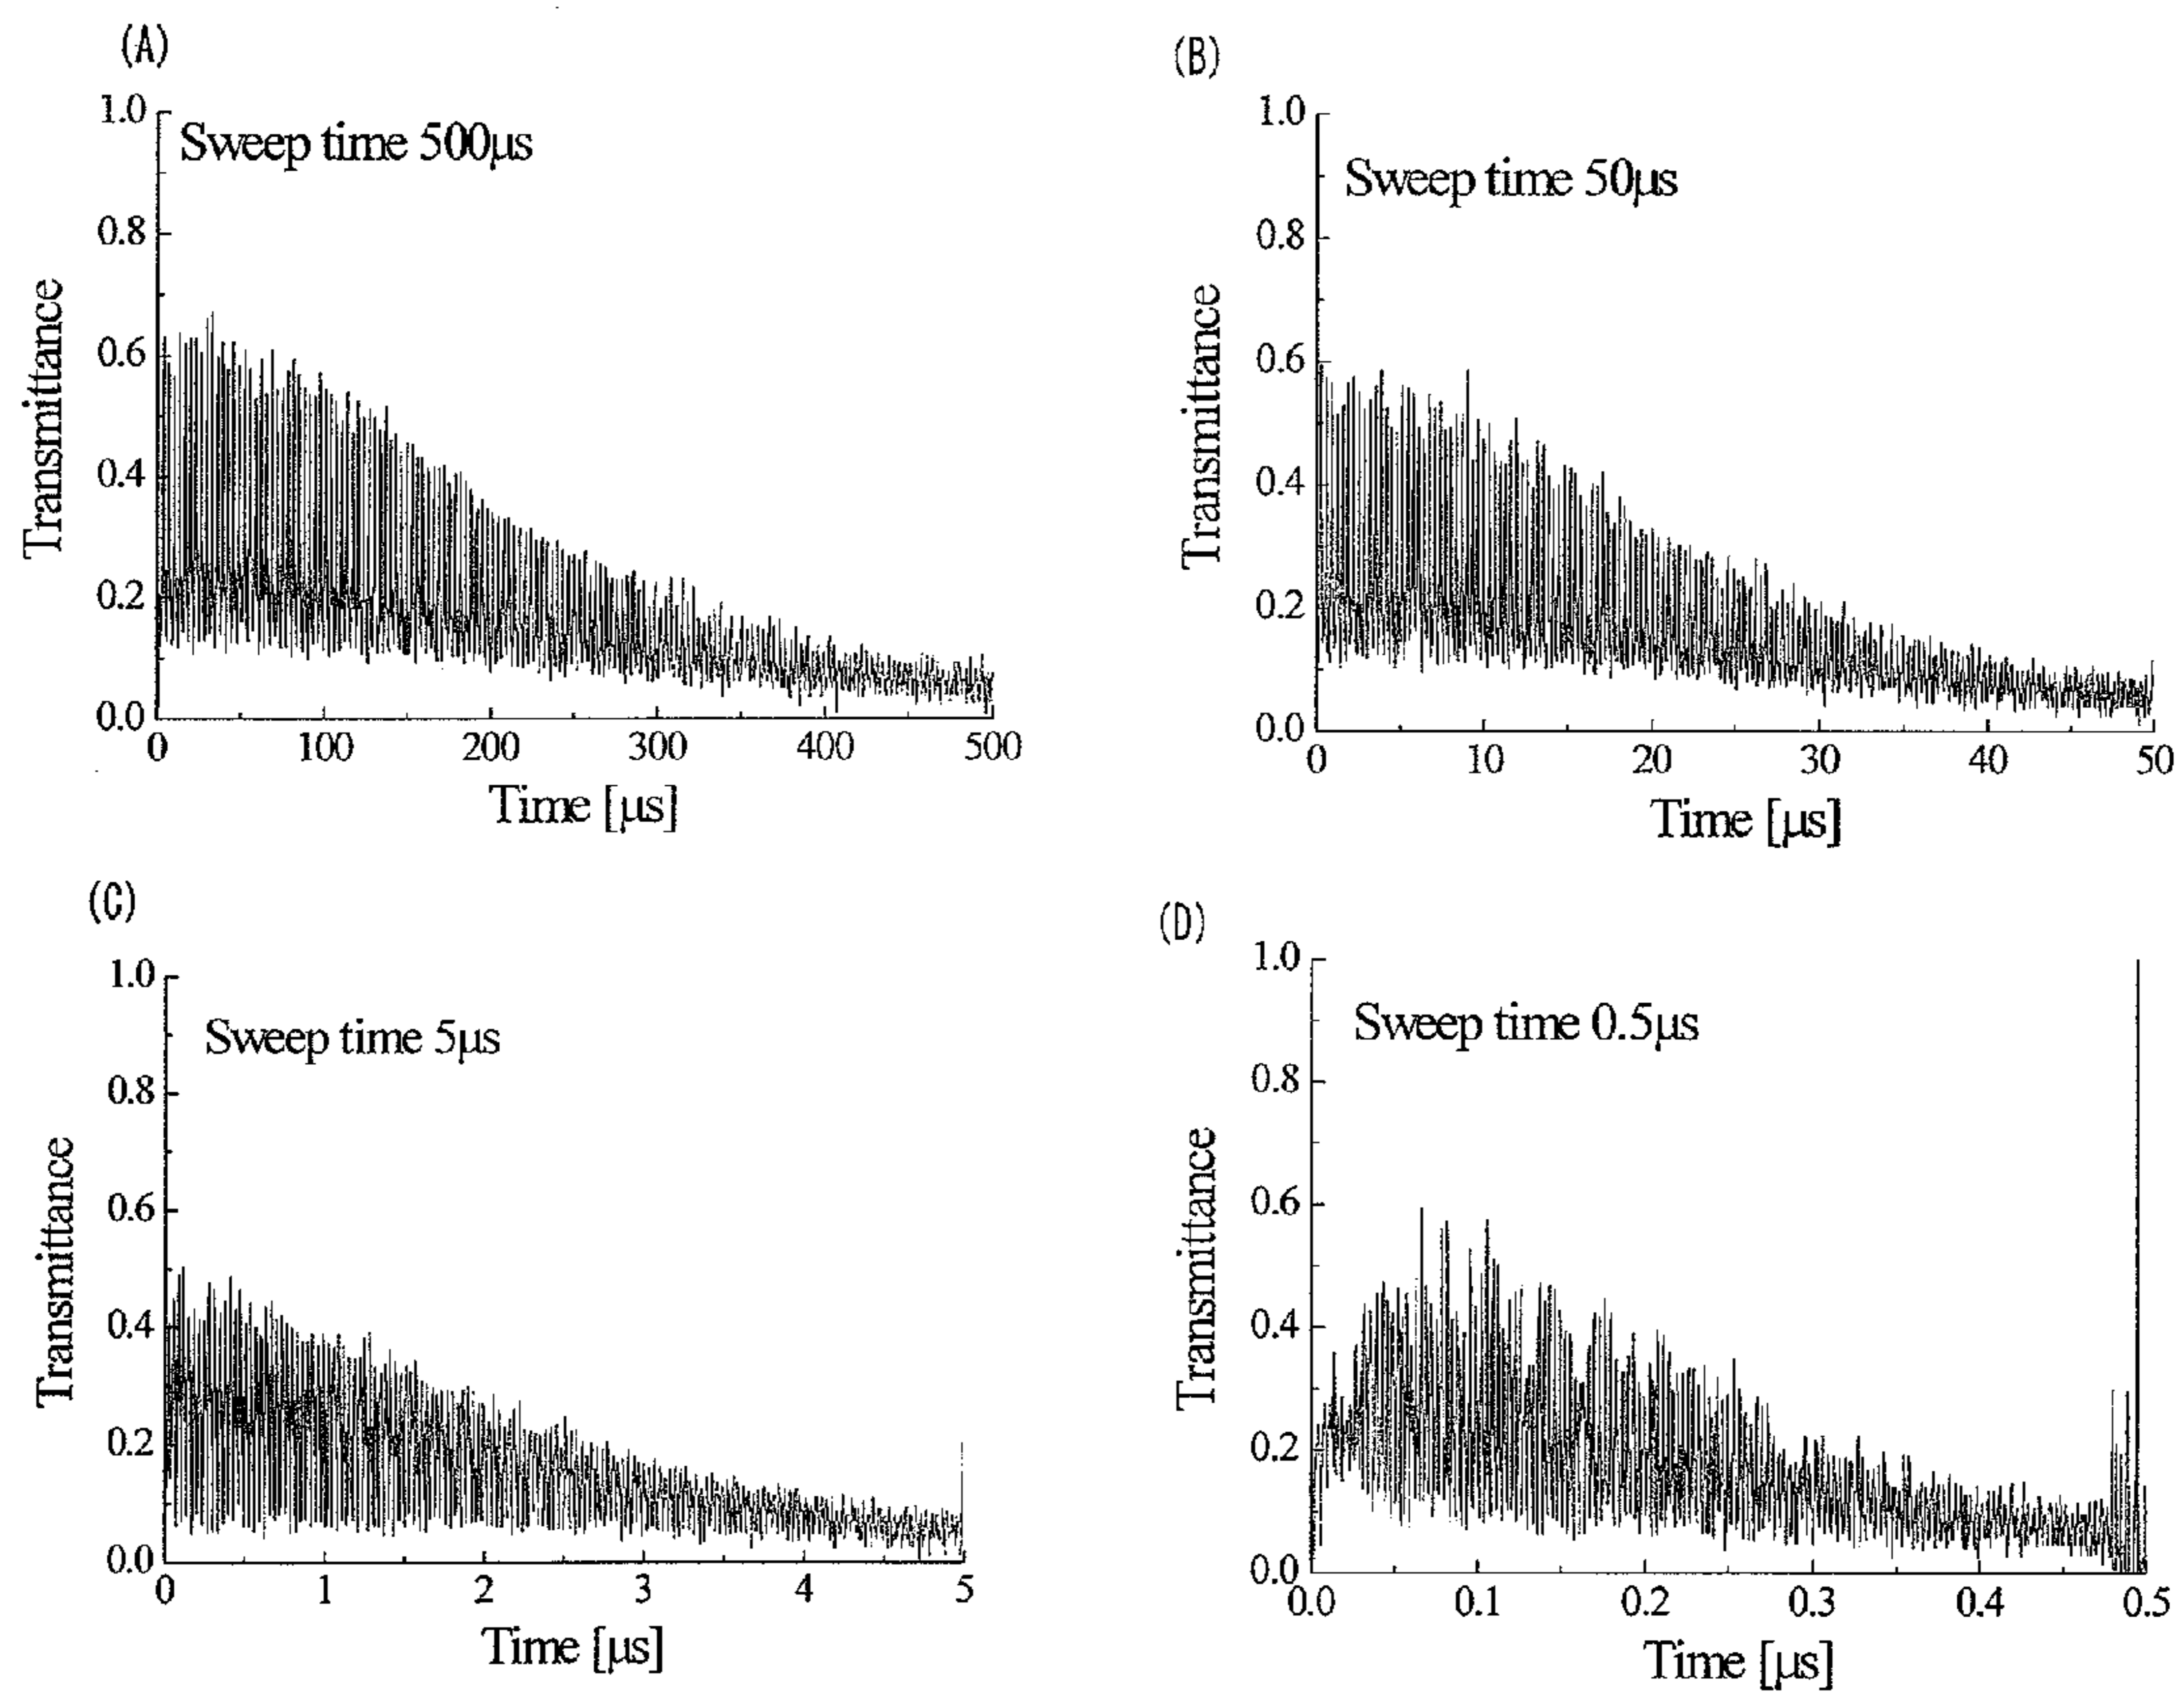 (A)
1.0
Sweep time 500μs
0.8
0.6
0.4
0.2
0.0
Transmittance
0 100 200 300 400 500
Time [μs]
(B)
1.0
Sweep time 50μs
0.8
0.6
0.4
0.2
0.0
Transmittance
0 10 20 30 40 50
Time [μs]
(C)
1.0
Sweep time 5μs
0.8
0.6
0.4
0.2
0.0
Transmittance
0 1 2 3 4 5
Time [μs]
(D)
1.0
Sweep time 0.5μs
0.8
0.6
0.4
0.2
0.0
Transmittance
0.0 0.1 0.2 0.3 0.4 0.5
Time [μs]